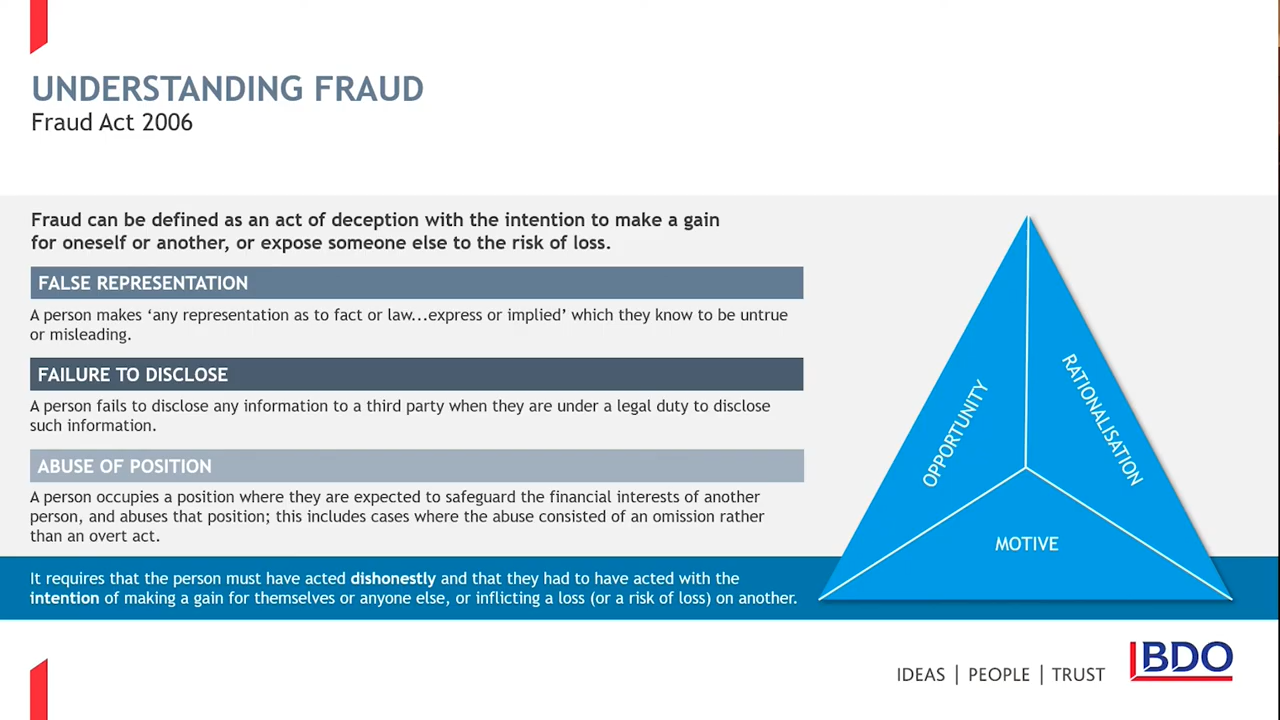 UNDERSTANDING FRAUD
Fraud Act 2006
Fraud can be defined as an act of deception with the intention to make a gain
for oneself or another, or expose someone else to the risk of loss.
FALSE REPRESENTATION
A person makes ‘any representation as to fact or law...express or implied’ which they know to be untrue
or misleading.
FAILURE TO DISCLOSE
A person fails to disclose any information to a third party when they are under a legal duty to disclose
such information.
ABUSE OF POSITION
A person occupies a position where they are expected to safeguard the financial interests of another
person, and abuses that position; this includes cases where the abuse consisted of an omission rather
than an overt act.
It requires that the person must have acted dishonestly and that they had to have acted with the
intention of making a gain for themselves or anyone else, or inflicting a loss (or a risk of loss) on another.
OPPORTUNITY
RATIONALISATION
MOTIVE
IDEAS | PEOPLE | TRUST
BDO